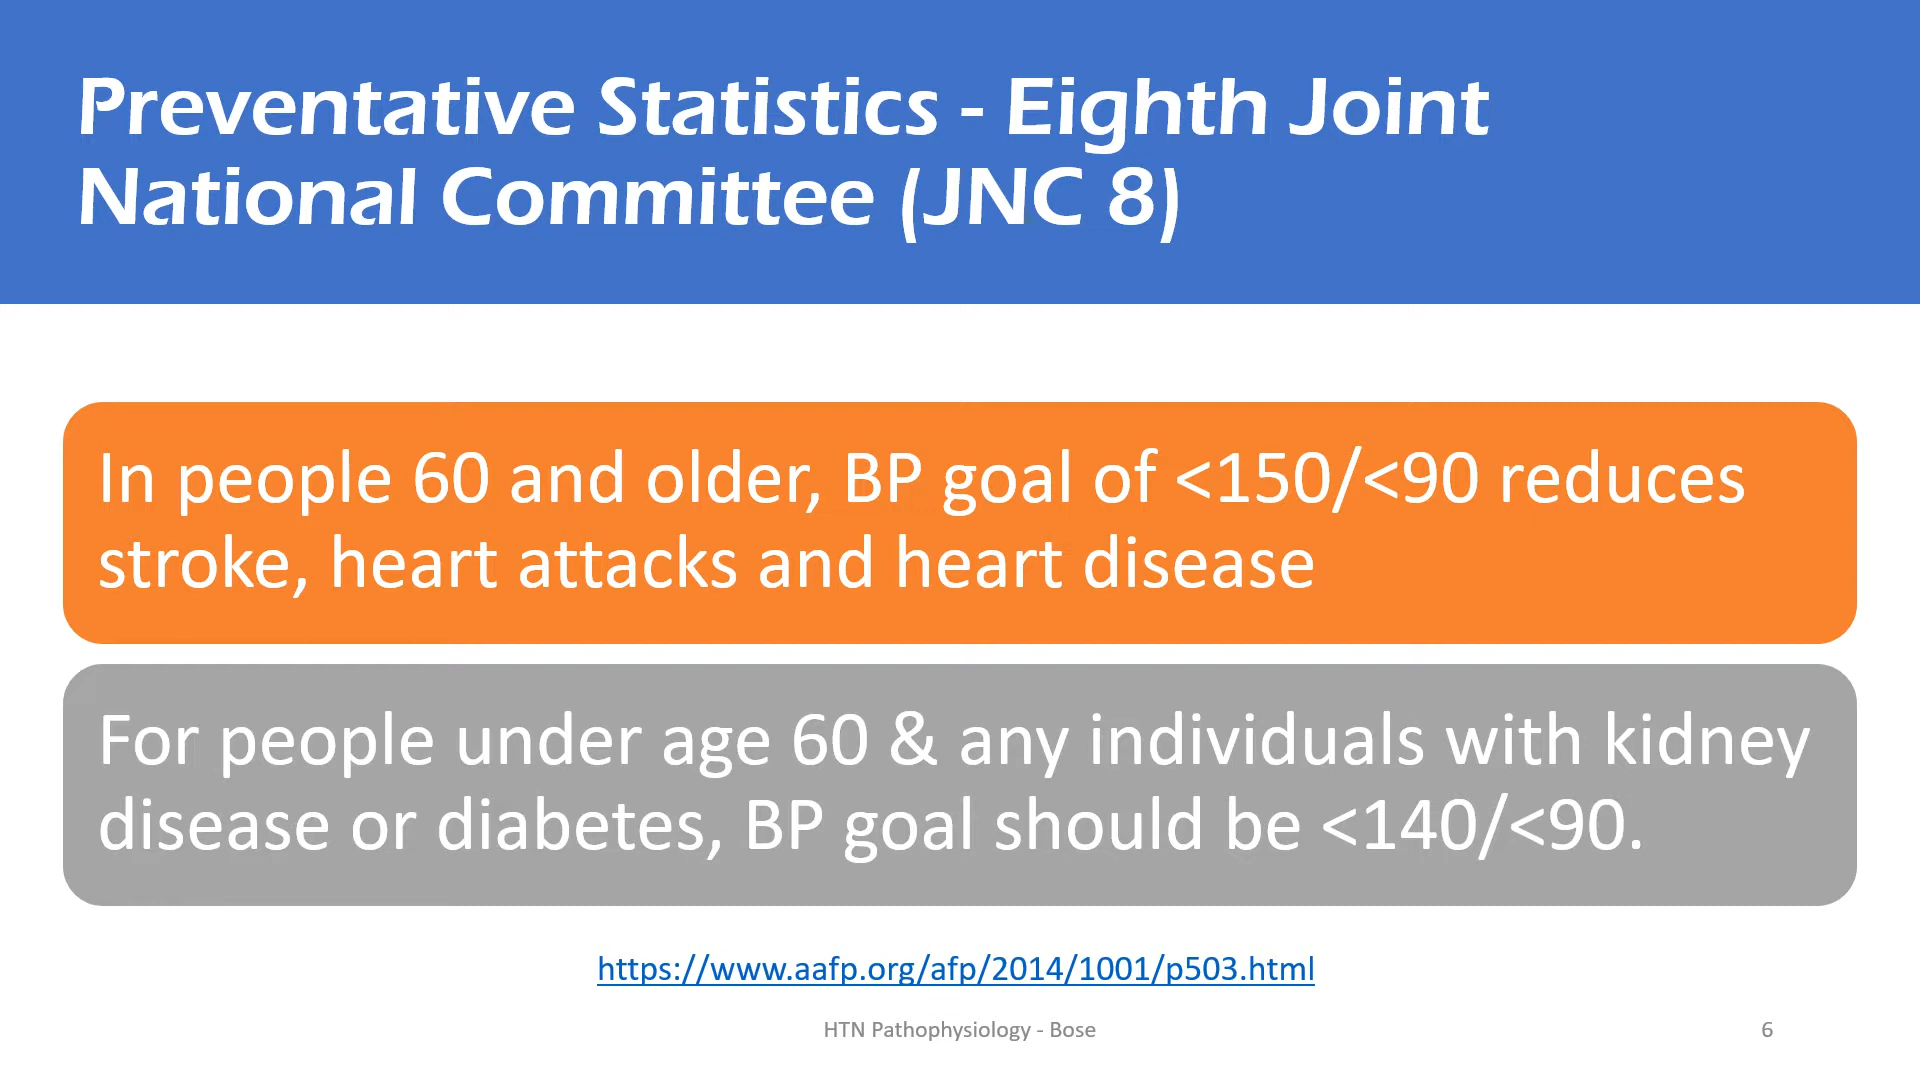 Preventative Statistics - Eighth Joint
National Committee (JNC 8)
In people 60 and older, BP goal of <150/<90 reduces
stroke, heart attacks and heart disease
For people under age 60 & any individuals with kidney
disease or diabetes, BP goal should be <140/<90.
https://www.aafp.org/afp/2014/1001/p503.html
HTN Pathophysiology - Bose
6